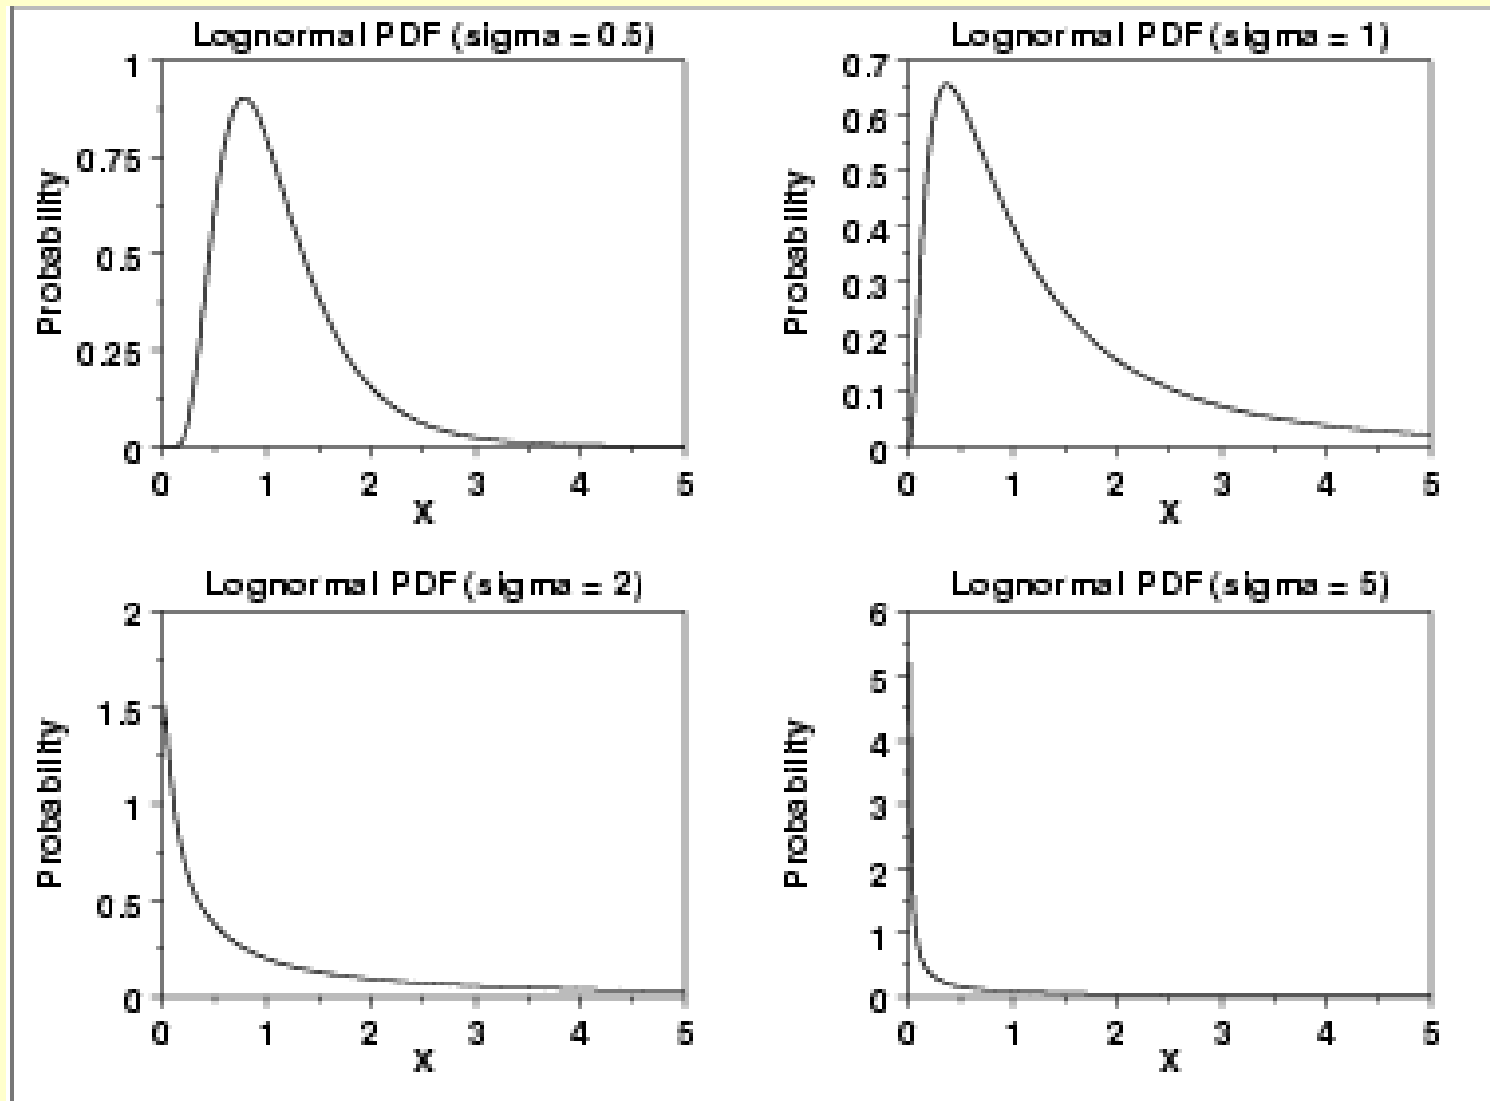 Lognormal PDF (sigma = 0.5)
1
0.75
0.5
0.25
0
Probability
0 1 2 3 4 5
X
Lognormal PDF (sigma = 1)
0.7
0.6
0.5
0.4
0.3
0.2
0.1
0
Probability
0 1 2 3 4 5
X
Lognormal PDF (sigma = 2)
2
1.5
1
0.5
0
Probability
0 1 2 3 4 5
X
Lognormal PDF (sigma = 5)
6
5
4
3
2
1
0
Probability
0 1 2 3 4 5
X